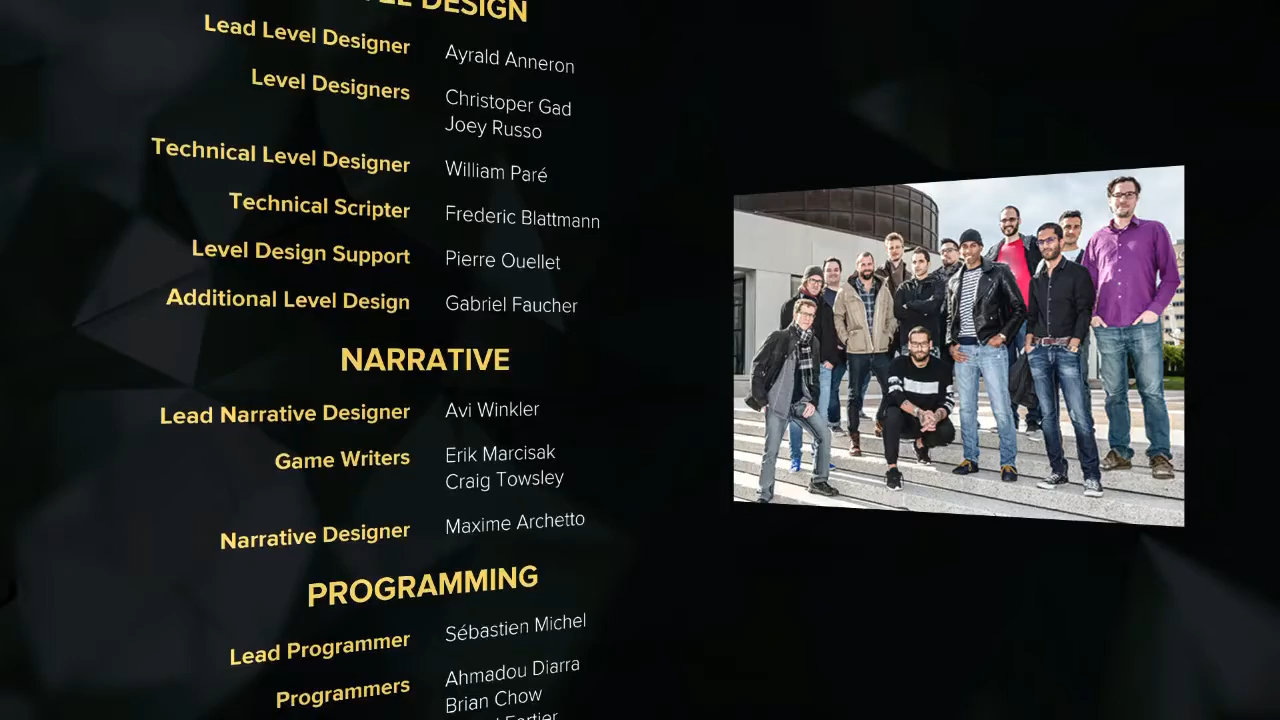 DESIGN
Lead Level Designer Ayrald Anneron
Level Designers Christoper Gad
Joey Russo
Technical Level Designer William Paré
Technical Scripter Frederic Blattmann
Level Design Support Pierre Ouellet
Additional Level Design Gabriel Faucher
NARRATIVE
Lead Narrative Designer Avi Winkler
Game Writers Erik Marcisak
Craig Towsley
Narrative Designer Maxime Archetto
PROGRAMMING
Lead Programmer Sébastien Michel
Programmers Ahmadou Diarra
Brian Chow